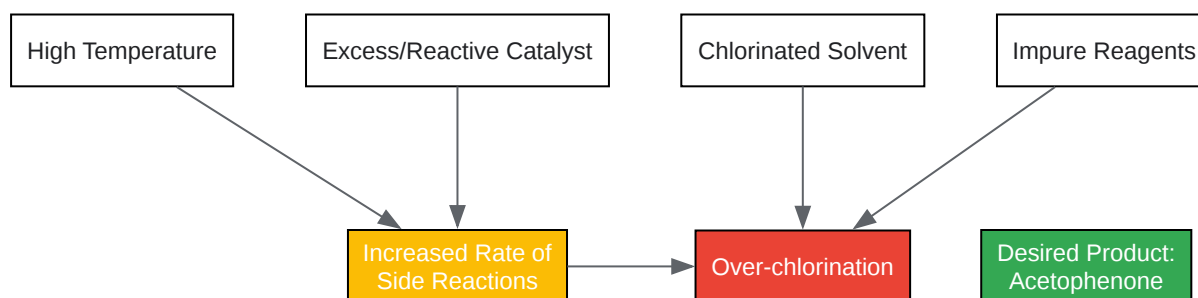 High Temperature
Excess/Reactive Catalyst
Chlorinated Solvent
Impure Reagents
Increased Rate of
Side Reactions
Over-chlorination
Desired Product:
Acetophenone